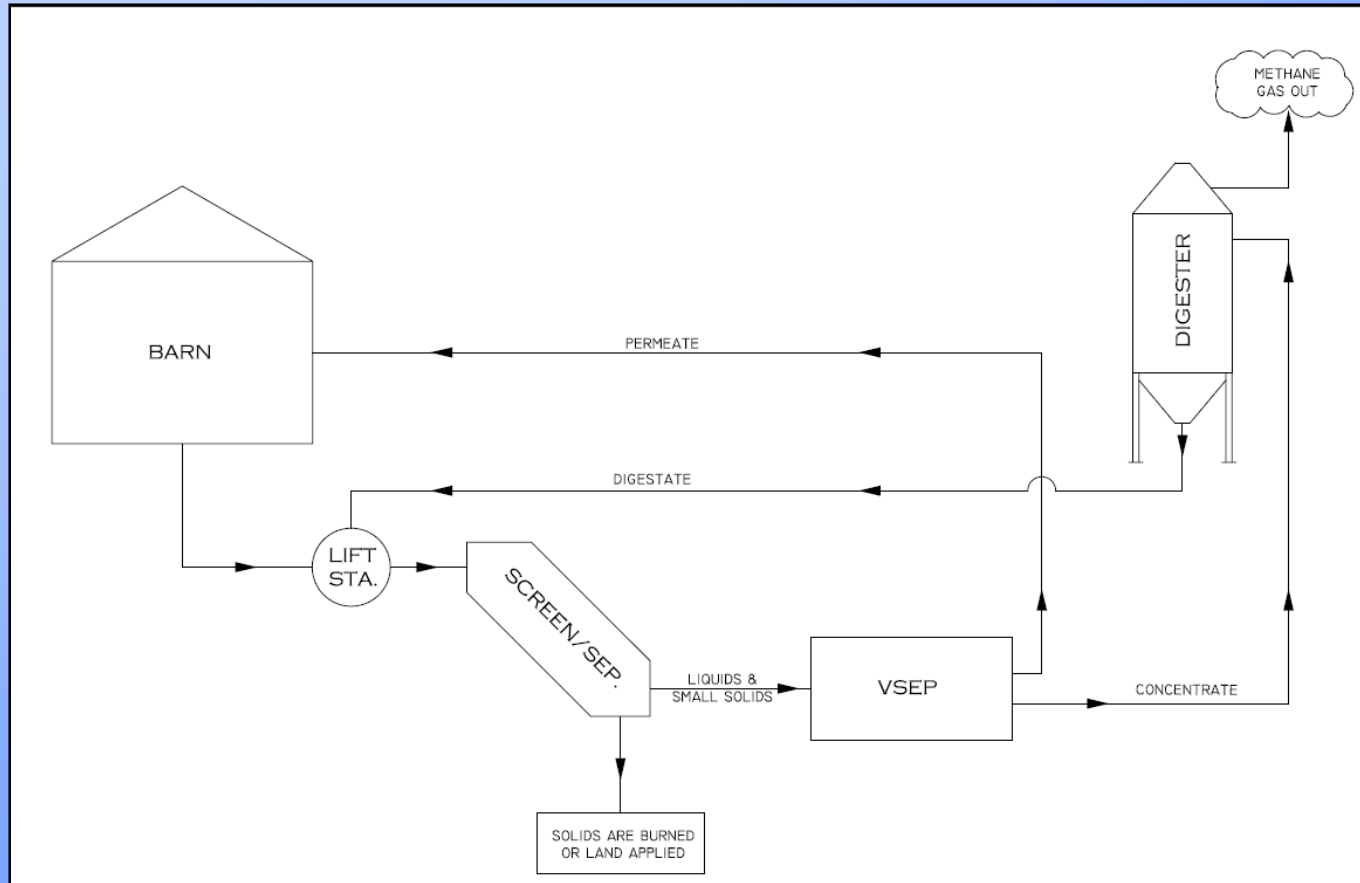 METHANE
GAS OUT
DIGESTER
BARN
PERMEATE
DIGESTATE
LIFT
STA.
SCREEN/SEP.
LIQUIDS &
SMALL SOLIDS
VSEP
CONCENTRATE
SOLIDS ARE BURNED
OR LAND APPLIED